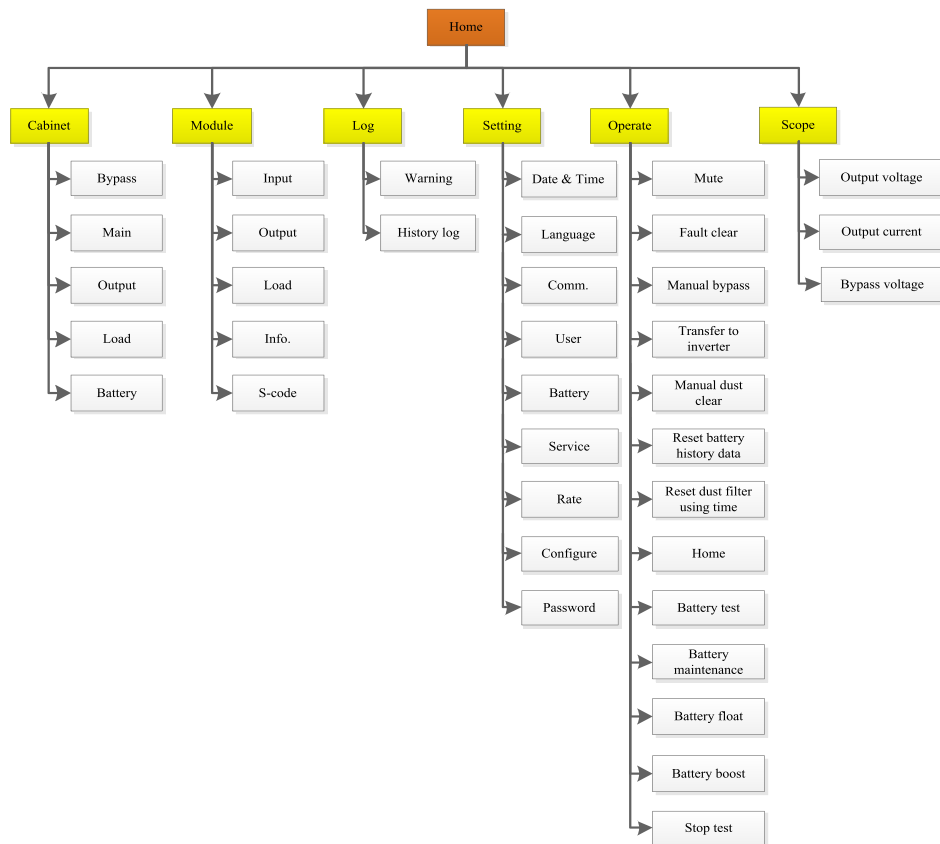 Home
Cabinet
Module
Log
Setting
Operate
Scope
Bypass
Main
Output
Load
Battery
Input
Output
Load
Info.
S-code
Warning
History log
Date & Time
Language
Comm.
User
Battery
Service
Rate
Configure
Password
Mute
Fault clear
Manual bypass
Transfer to
inverter
Manual dust
clear
Reset battery
history data
Reset dust filter
using time
Home
Battery test
Battery
maintenance
Battery float
Battery boost
Stop test
Output voltage
Output current
Bypass voltage